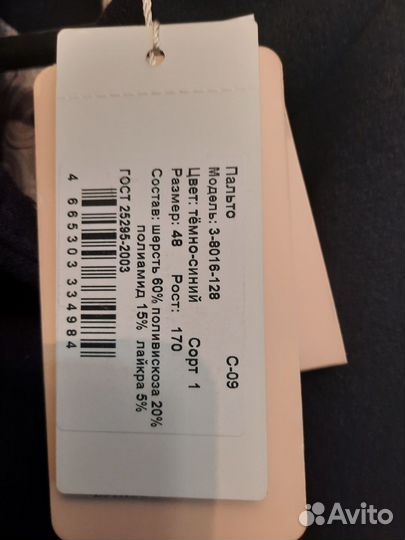 Пальто
Модель: 3-8016-128 С-09
Цвет: тёмно-синий Сорт 1
Размер: 48 Рост: 170
Состав: шерсть 60% поливискоза 20%
полиамид 15% лайкра 5%
ГОСТ 25295-2003
4 665303 334984
Avito